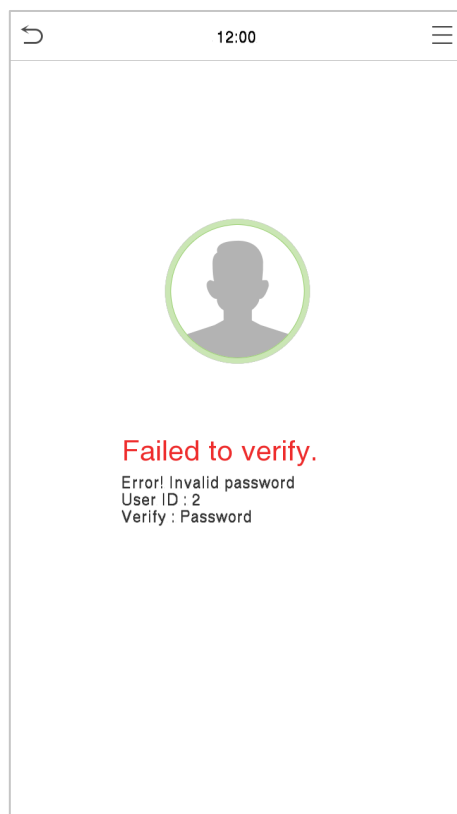 12:00
Failed to verify.
Error! Invalid password
User ID : 2
Verify : Password